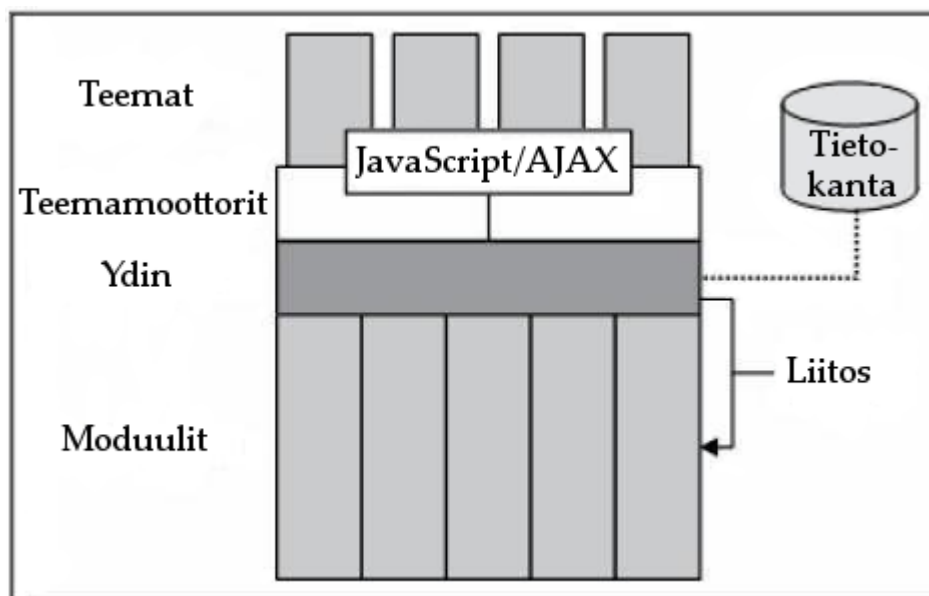 Teemat
JavaScript/AJAX
Tieto-
kanta
Teemamoottorit
Ydin
Liitos
Moduulit